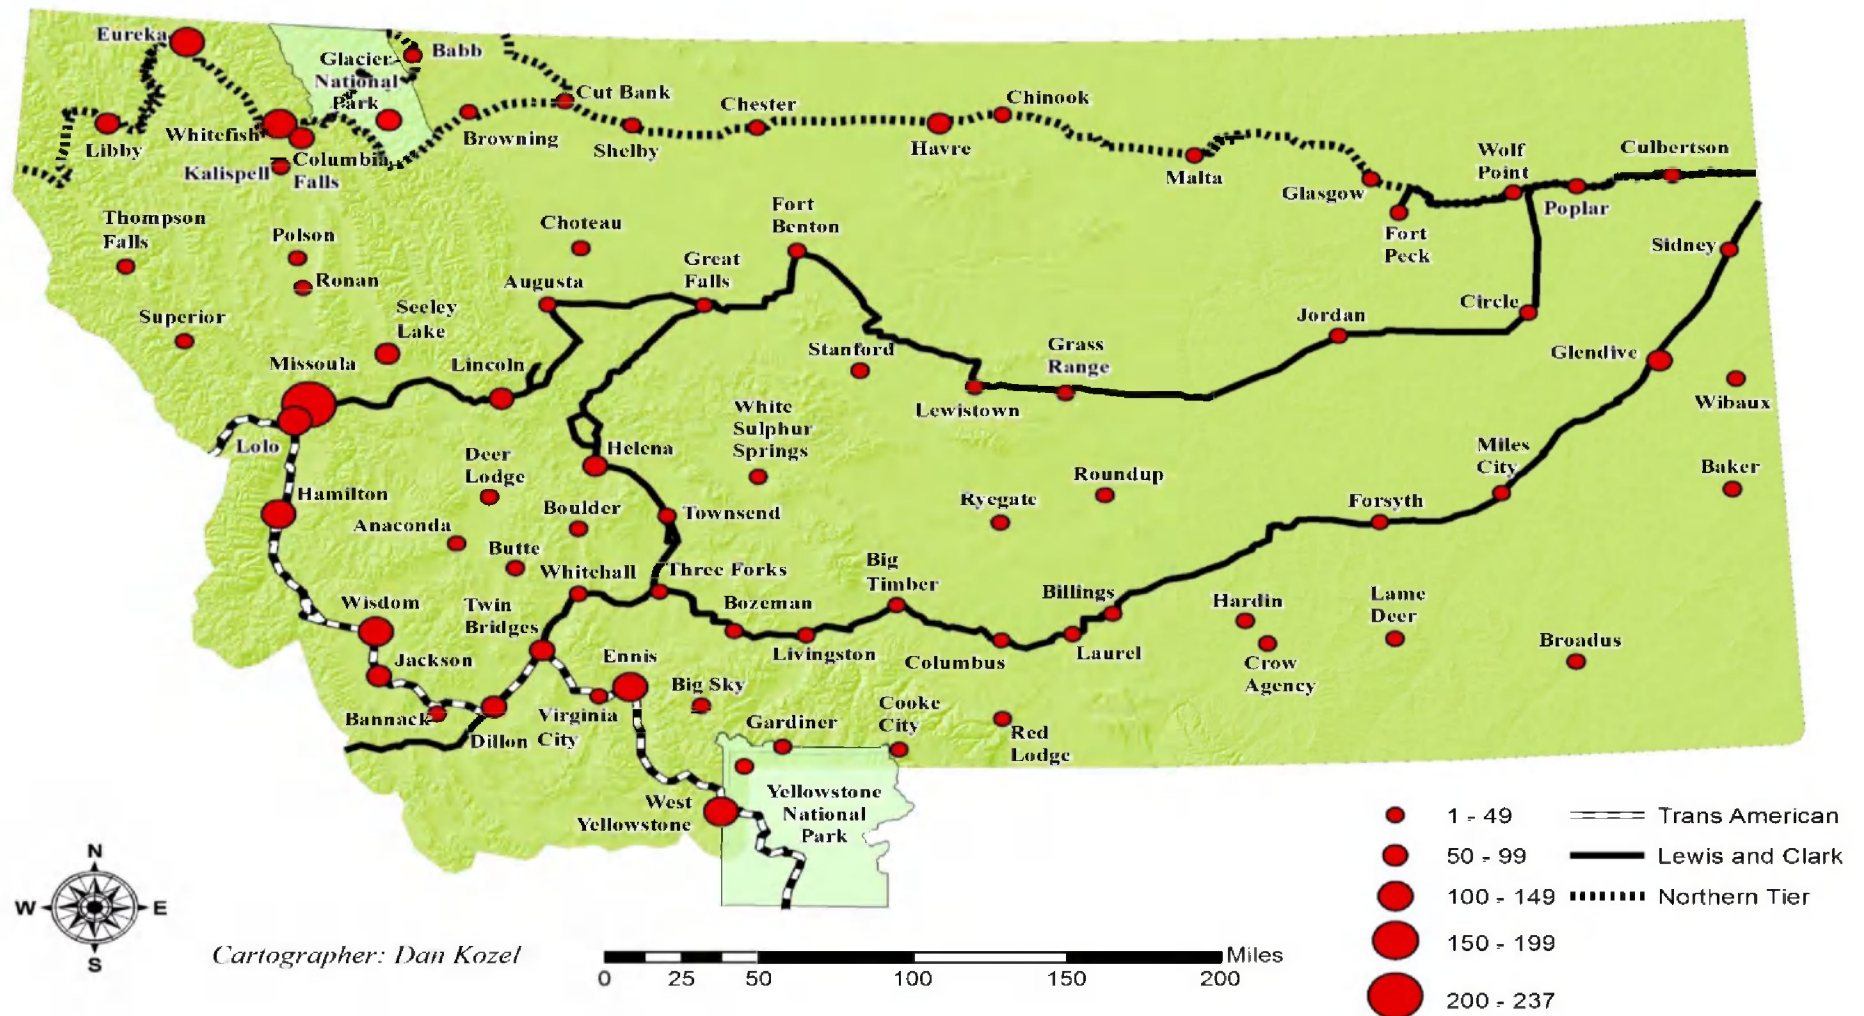 Eureka
Babb
Glacier
National
Park
Cut Bank
Chester
Chinook
Whitefish
Libby
Browning
Shelby
Havre
Columbia
Falls
Kalispell
Malta
Wolf
Point
Culbertson
Glasgow
Poplar
Fort
Peck
Thompson
Falls
Polson
Choteau
Fort
Benton
Sidney
Ronan
Augusta
Great
Falls
Superior
Seeley
Lake
Circle
Jordan
Missoula
Lincoln
Stanford
Grass
Range
Glendive
Lewistown
Wibaux
White
Sulphur
Springs
Lolo
Deer
Lodge
Helena
Miles
City
Baker
Hamilton
Roundup
Ryegate
Forsyth
Anaconda
Boulder
Townsend
Butte
Whitehall
Three Forks
Big
Timber
Wisdom
Twin
Bridges
Bozeman
Billings
Hardin
Lame
Deer
Jackson
Ennis
Livingston
Columbus
Laurel
Crow
Agency
Broadus
Big Sky
Bannack
Virginia
City
Dillon
Gardiner
Cooke
City
Red
Lodge
West
Yellowstone
Yellowstone
National
Park
1 - 49
Trans American
50 - 99
Lewis and Clark
100 - 149
Northern Tier
150 - 199
200 - 237
N
W
E
S
Cartographer: Dan Kozel
Miles
0 25 50 100 150 200